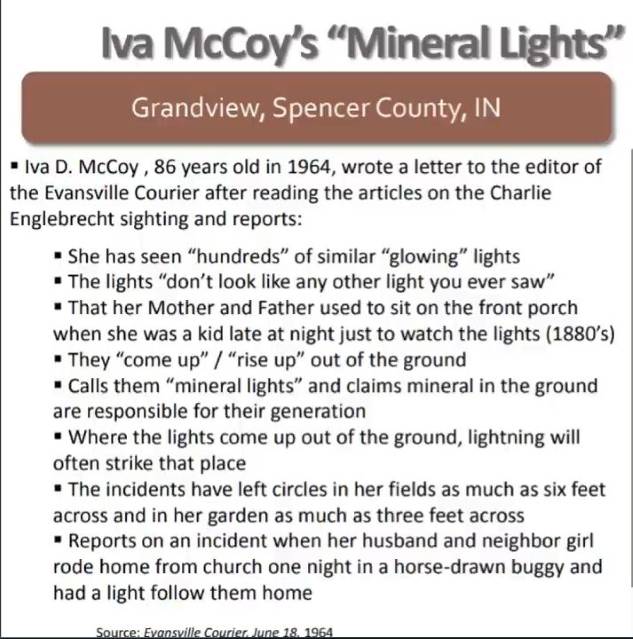 Iva McCoy's “Mineral Lights”
Grandview, Spencer County, IN
▪ Iva D. McCoy , 86 years old in 1964, wrote a letter to the editor of
the Evansville Courier after reading the articles on the Charlie
Englebrecht sighting and reports:
▪ She has seen “hundreds” of similar “glowing” lights
▪ The lights “don't look like any other light you ever saw”
▪ That her Mother and Father used to sit on the front porch
when she was a kid late at night just to watch the lights (1880's)
▪ They “come up” / “rise up” out of the ground
▪ Calls them “mineral lights” and claims mineral in the ground
are responsible for their generation
▪ Where the lights come up out of the ground, lightning will
often strike that place
▪ The incidents have left circles in her fields as much as six feet
across and in her garden as much as three feet across
▪ Reports on an incident when her husband and neighbor girl
rode home from church one night in a horse-drawn buggy and
had a light follow them home
Source: Evansville Courier, June 18, 1964